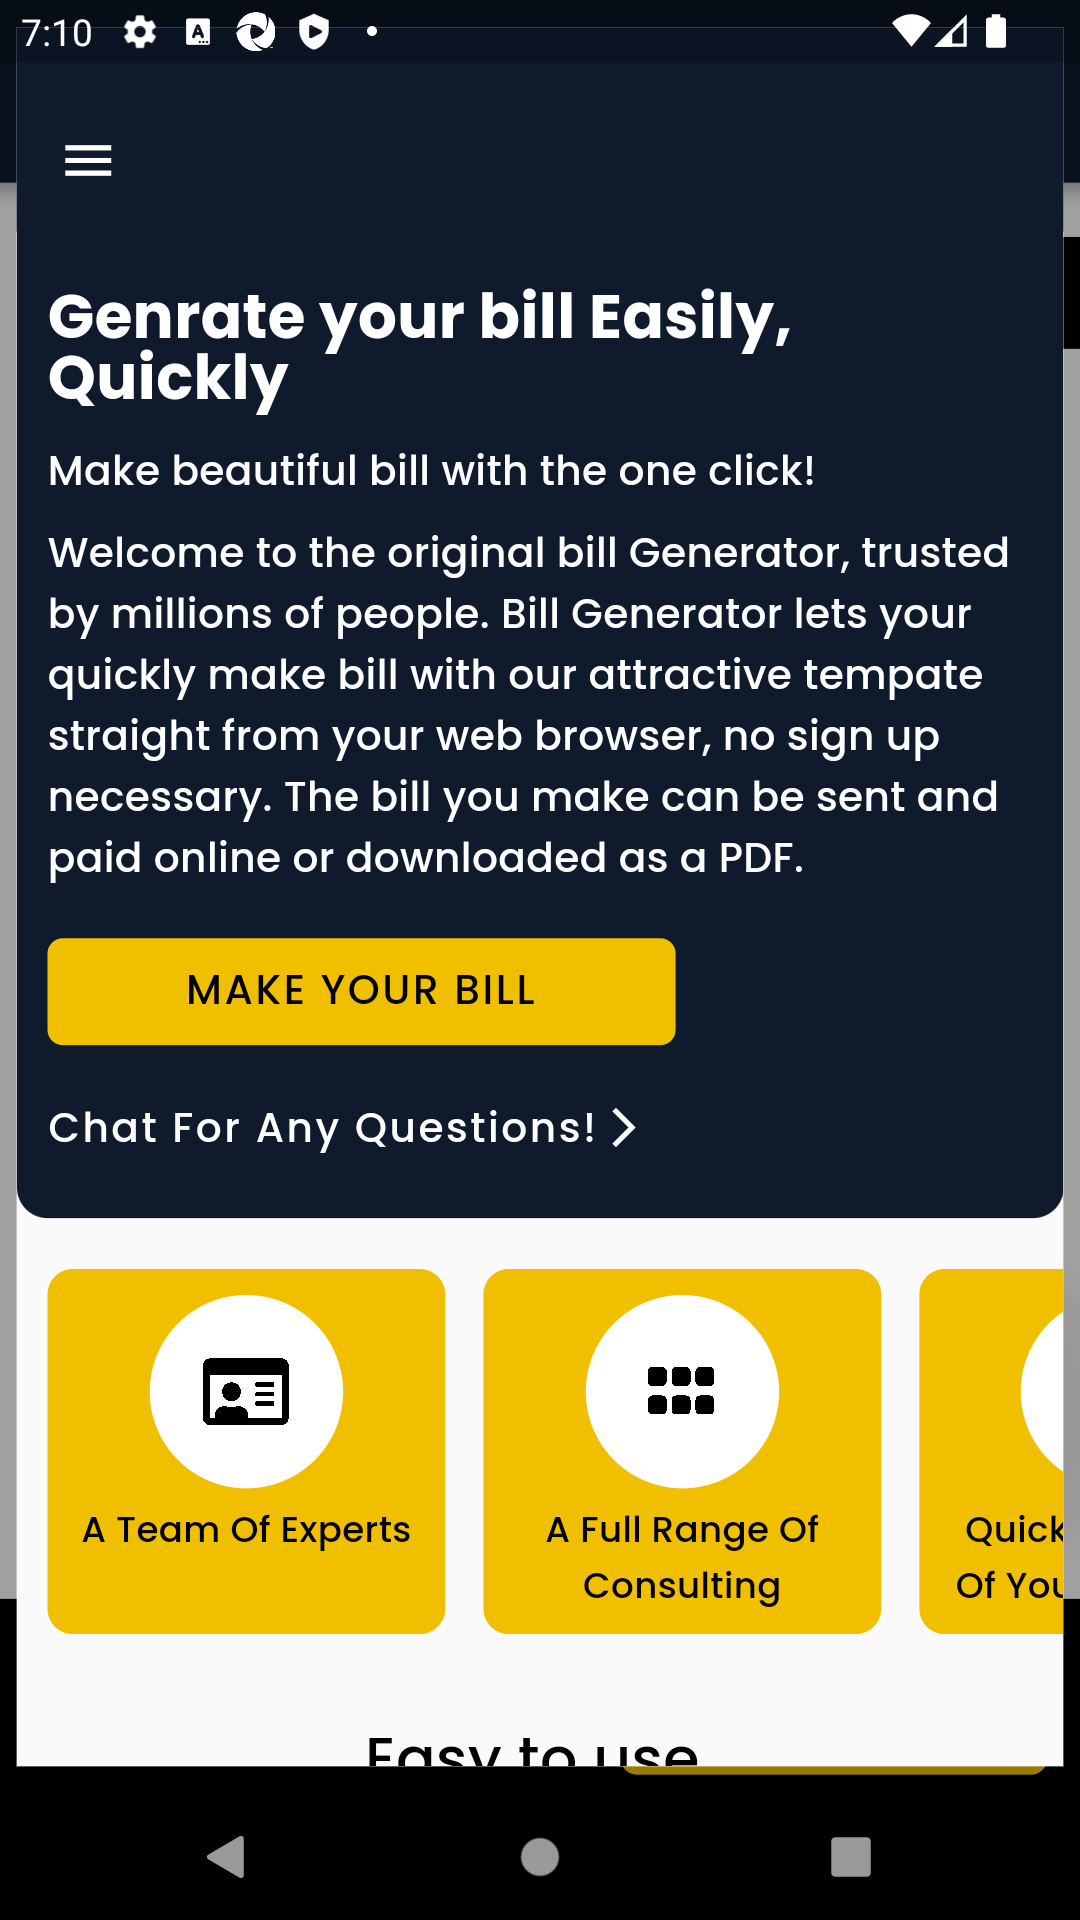 7:10
Genrate your bill Easily,
Quickly
Make beautiful bill with the one click!
Welcome to the original bill Generator, trusted
by millions of people. Bill Generator lets your
quickly make bill with our attractive tempate
straight from your web browser, no sign up
necessary. The bill you make can be sent and
paid online or downloaded as a PDF.
MAKE YOUR BILL
Chat For Any Questions!
A Team Of Experts
A Full Range Of
Consulting
Quick
Of You
Easy to use